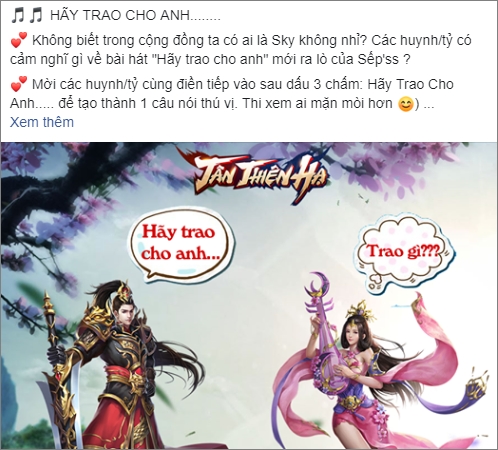 🎵🎵 HÃY TRAO CHO ANH........
💕 Không biết trong cộng đồng ta có ai là Sky không nhỉ? Các huynh/tỷ có
cảm nghĩ gì về bài hát "Hãy trao cho anh" mới ra lò của Sếp'ss ?
💕 Mời các huynh/tỷ cùng điền tiếp vào sau dấu 3 chấm: Hãy Trao Cho
Anh..... để tạo thành 1 câu nói thú vị. Thi xem ai mặn mòi hơn 😊) ...
Xem thêm
TÂN THIÊN HẠ
Hãy trao
cho anh...
Trao gì???